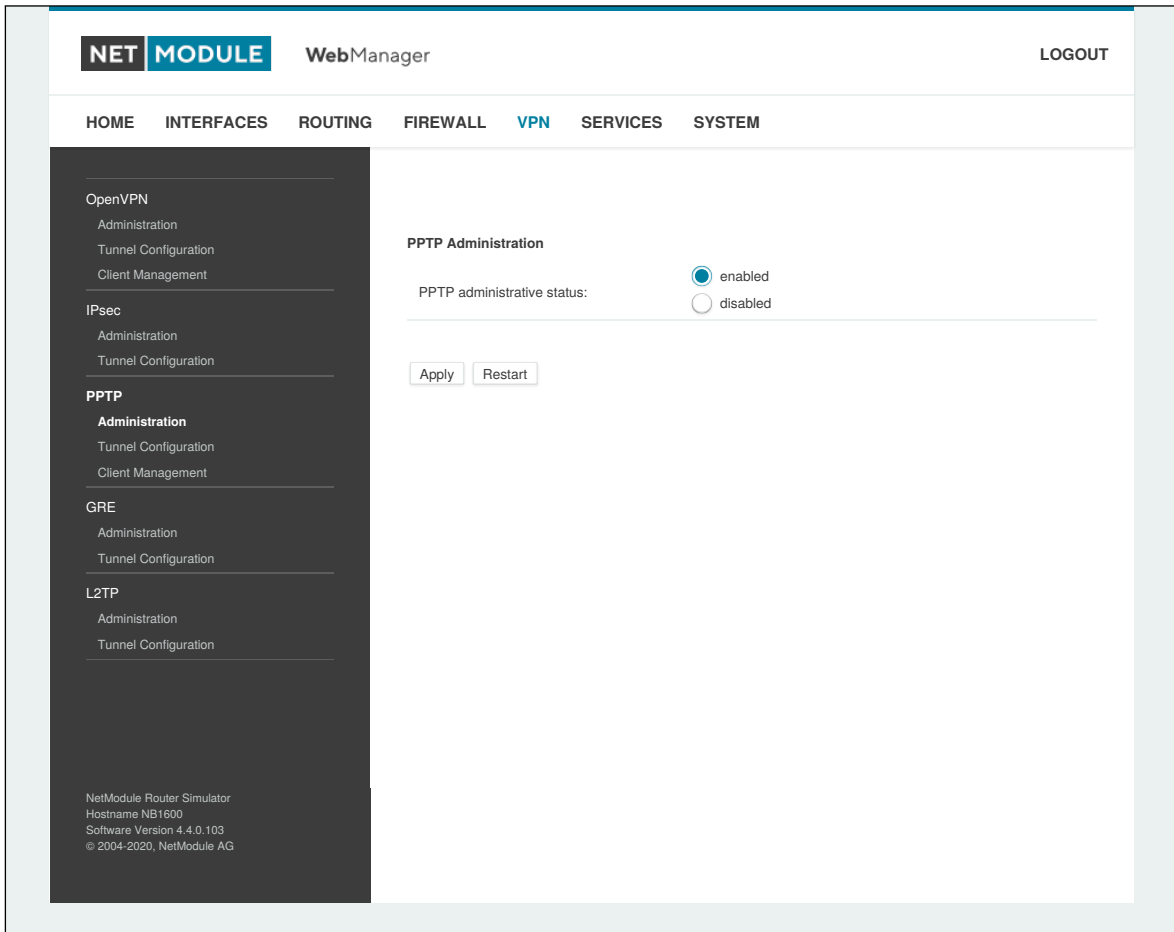 NET MODULE WebManager LOGOUT
HOME INTERFACES ROUTING FIREWALL VPN SERVICES SYSTEM
OpenVPN
Administration
Tunnel Configuration
Client Management
IPsec
Administration
Tunnel Configuration
PPTP
Administration
Tunnel Configuration
Client Management
GRE
Administration
Tunnel Configuration
L2TP
Administration
Tunnel Configuration
NetModule Router Simulator
Hostname NB1600
Software Version 4.4.0.103
© 2004-2020, NetModule AG
PPTP Administration
PPTP administrative status:
enabled
disabled
Apply Restart